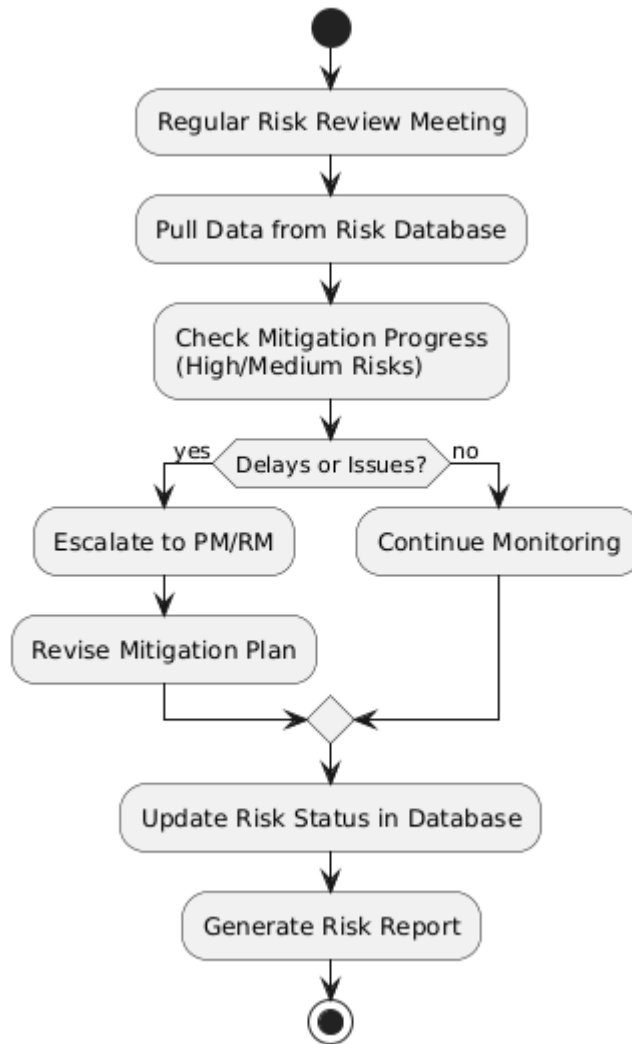 Regular Risk Review Meeting
Pull Data from Risk Database
Check Mitigation Progress
(High/Medium Risks)
yes
Delays or Issues?
no
Escalate to PM/RM
Continue Monitoring
Revise Mitigation Plan
Update Risk Status in Database
Generate Risk Report